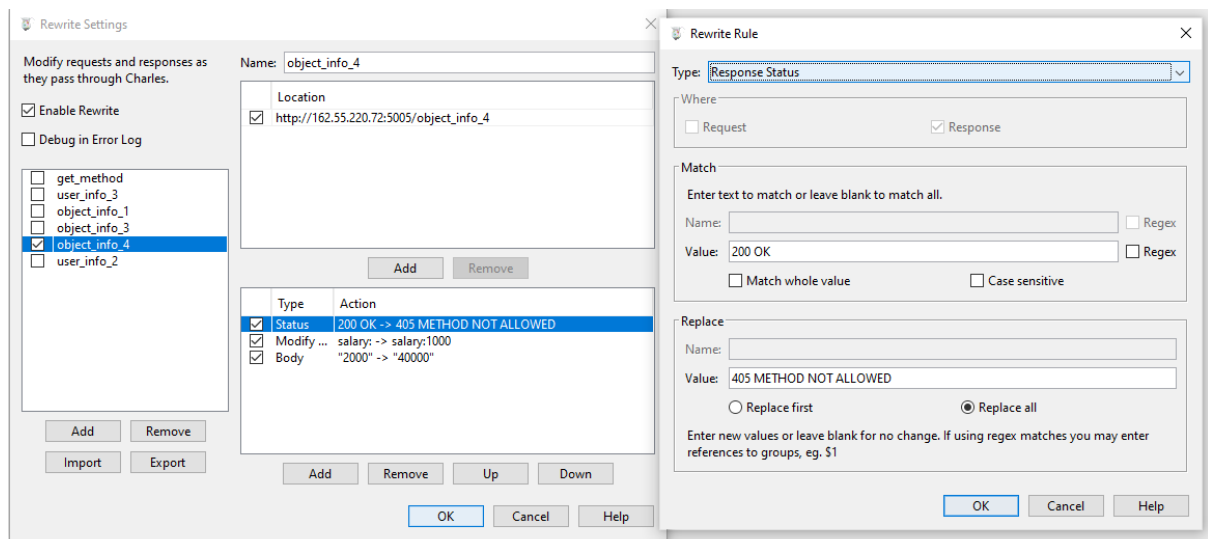 Rewrite Settings
Modify requests and responses as
they pass through Charles.
Enable Rewrite
Debug in Error Log
get_method
user_info_3
object_info_1
object_info_3
object_info_4
user_info_2
Add Remove
Import Export
Name: object_info_4
Location
http://162.55.220.72:5005/object_info_4
Add Remove
Type Action
Status 200 OK -> 405 METHOD NOT ALLOWED
Modify ... salary: -> salary:1000
Body "2000" -> "40000"
Add Remove Up Down
OK Cancel Help
Rewrite Rule
Type: Response Status
Where
Request Response
Match
Enter text to match or leave blank to match all.
Name: Regex
Value: 200 OK Regex
Match whole value Case sensitive
Replace
Name:
Value: 405 METHOD NOT ALLOWED
Replace first Replace all
Enter new values or leave blank for no change. If using regex matches you may enter
references to groups, eg. $1
OK Cancel Help